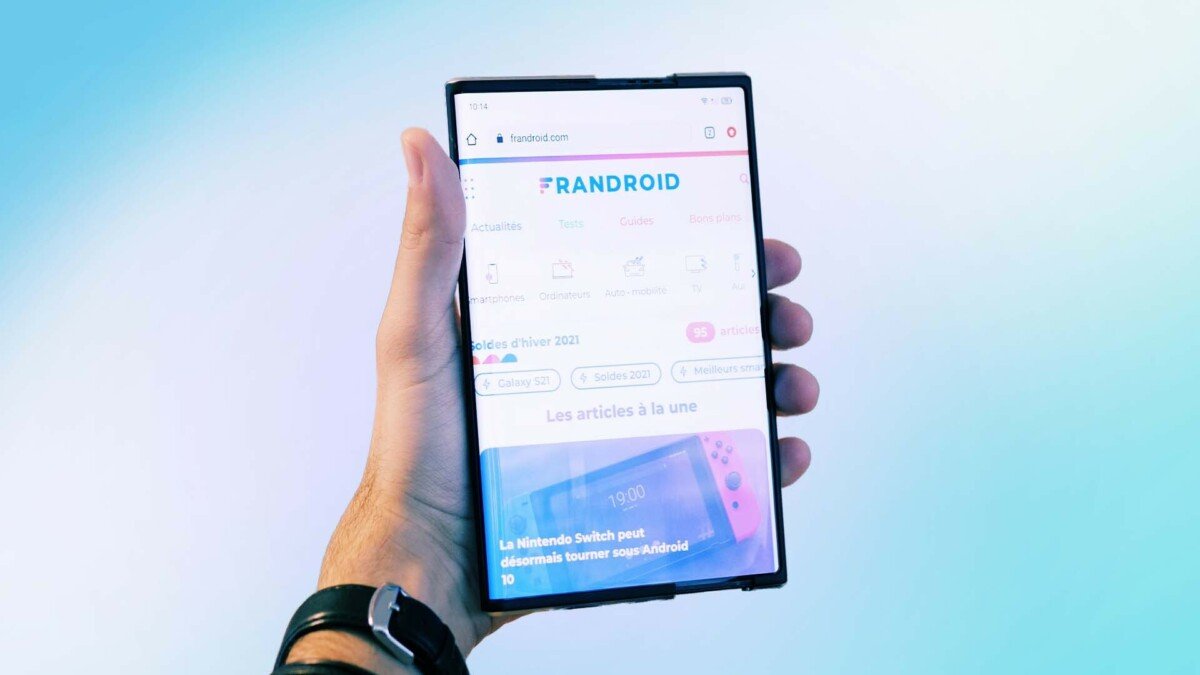 10:14
frandroid.com
2
FRANDROID
Actualités Tests Guides Bons plans
martphones Ordinateurs Auto - mobilité TV Au
Soldes d'hiver 2021 95 articles
Galaxy S21 Soldes 2021 Meilleurs sma
Les articles à la une
19:00
La Nintendo Switch peut
désormais tourner sous Android
10